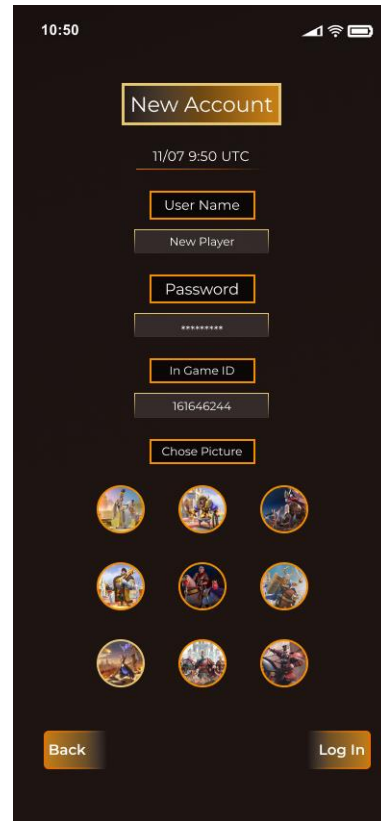 10:50
New Account
11/07 9:50 UTC
User Name
New Player
Password
*********
In Game ID
161646244
Chose Picture
Back
Log In